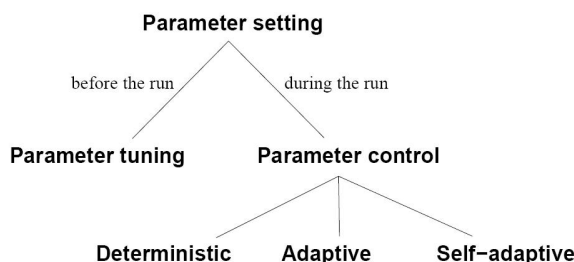 Parameter setting
before the run
during the run
Parameter tuning
Parameter control
Deterministic
Adaptive
Self−adaptive